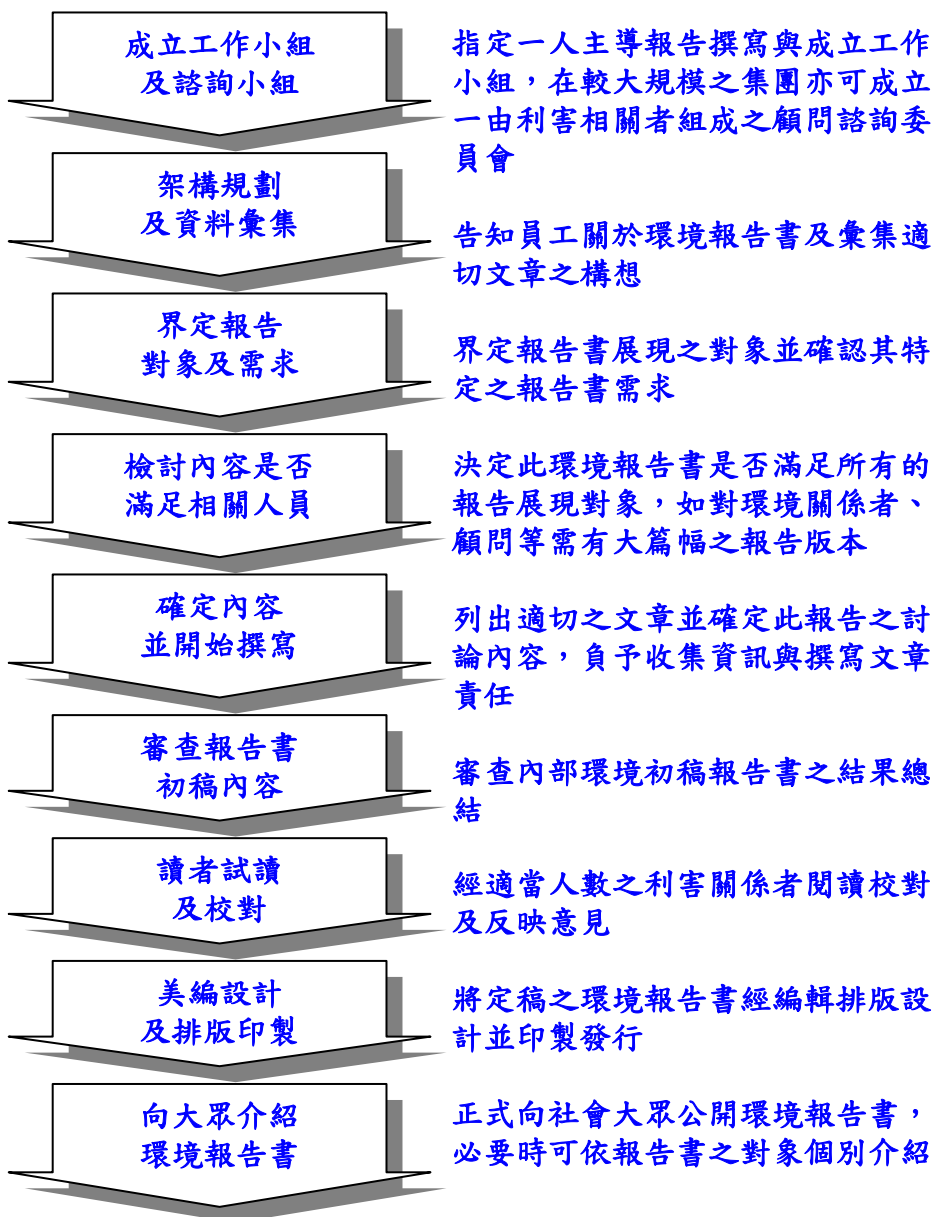 成立工作小組
及諮詢小組
指定一人主導報告撰寫與成立工作
小組，在較大規模之集團亦可成立
一由利害相關者組成之顧問諮詢委
員會
架構規劃
及資料彙集
告知員工關於環境報告書及彙集適
切文章之構想
界定報告
對象及需求
界定報告書展現之對象並確認其特
定之報告書需求
檢討內容是否
滿足相關人員
決定此環境報告書是否滿足所有的
報告展現對象，如對環境關係者、
顧問等需有大篇幅之報告版本
確定內容
並開始撰寫
列出適切之文章並確定此報告之討
論內容，負予收集資訊與撰寫文章
責任
審查報告書
初稿內容
審查內部環境初稿報告書之結果總
結
讀者試讀
及校對
經適當人數之利害關係者閱讀校對
及反映意見
美編設計
及排版印製
將定稿之環境報告書經編輯排版設
計並印製發行
向大眾介紹
環境報告書
正式向社會大眾公開環境報告書，
必要時可依報告書之對象個別介紹